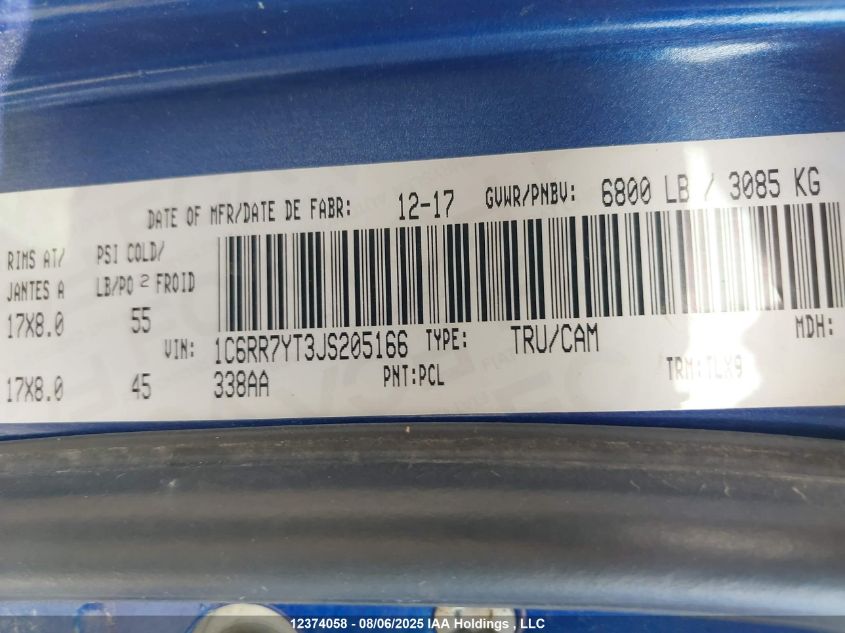 DATE OF MFR/DATE DE FABR: 12-17 GVWR/PNBV: 6800 LB / 3085 KG
RIMS AT/ PSI COLD/
JANTES A LB/PO 2 FROID
17X8.0 55
VIN: 1C6RR7YT3JS205166 TYPE: TRU/CAM MDH:
17X8.0 45 338AA PNT:PCL TRM:TLX9
12374058 - 08/06/2025 IAA Holdings , LLC